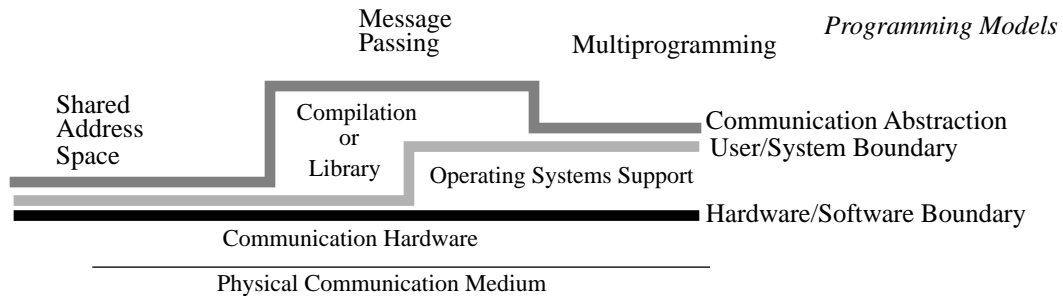 Message
Passing
Multiprogramming
Programming Models
Shared
Address
Space
Compilation
or
Library
Communication Abstraction
User/System Boundary
Operating Systems Support
Hardware/Software Boundary
Communication Hardware
Physical Communication Medium